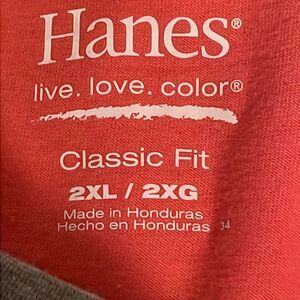 Hanes®
live. love. color®
Classic Fit
2XL / 2XG
Made in Honduras
Hecho en Honduras 34